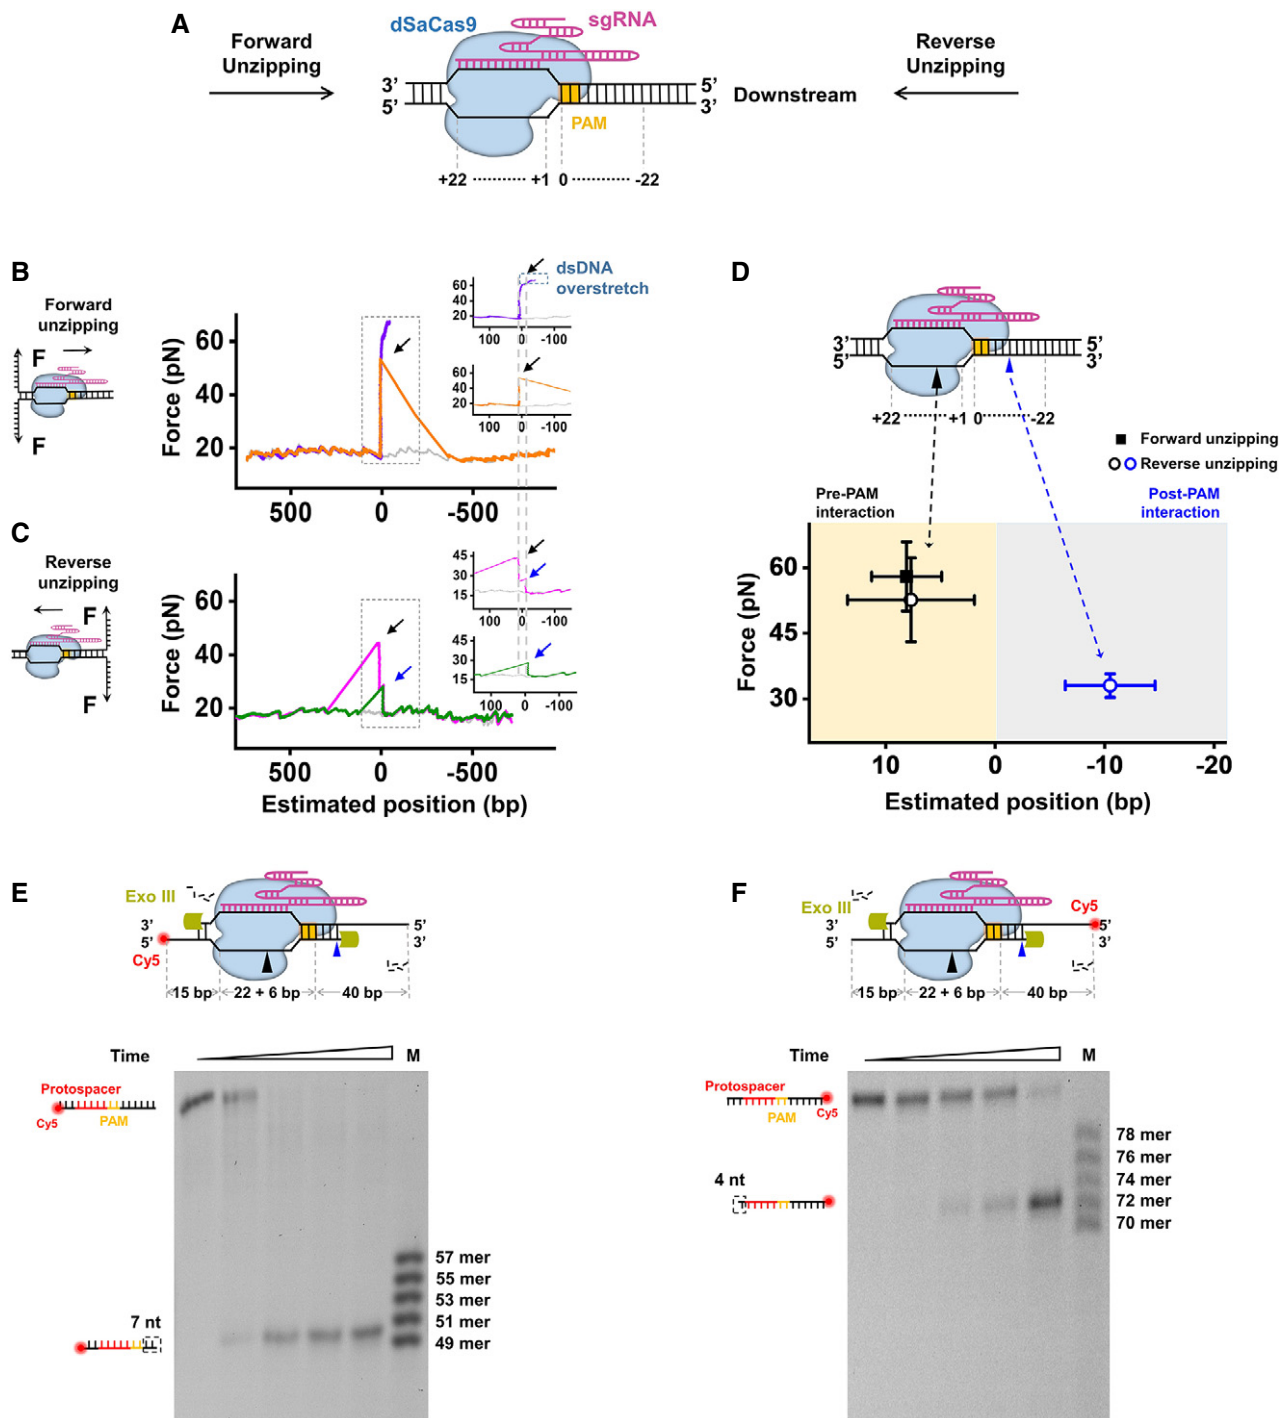 A
Forward
Unzipping
dSaCas9
sgRNA
Reverse
Unzipping
3’
5’
5’
3’
Downstream
PAM
+22
+1
0
-22
B
Forward
unzipping
F
F
Force (pN)
60
40
20
500
0
-500
dsDNA
overstretch
60
40
20
100
0
-100
60
40
20
100
0
-100
C
Reverse
unzipping
F
F
Force (pN)
60
40
20
500
0
-500
Estimated position (bp)
45
30
15
100
0
-100
45
30
15
100
0
-100
D
3’
5’
5’
3’
+22
+1
0
-22
Forward unzipping
Reverse unzipping
Pre-PAM
interaction
Post-PAM
interaction
Force (pN)
60
45
30
10
0
-10
-20
Estimated position (bp)
E
Exo III
3’
5’
5’
3’
Cy5
15 bp
22 + 6 bp
40 bp
Time
M
Protospacer
Cy5
PAM
7 nt
57 mer
55 mer
53 mer
51 mer
49 mer
F
Exo III
Cy5
3’
5’
5’
3’
15 bp
22 + 6 bp
40 bp
Time
M
Protospacer
PAM
Cy5
4 nt
78 mer
76 mer
74 mer
72 mer
70 mer